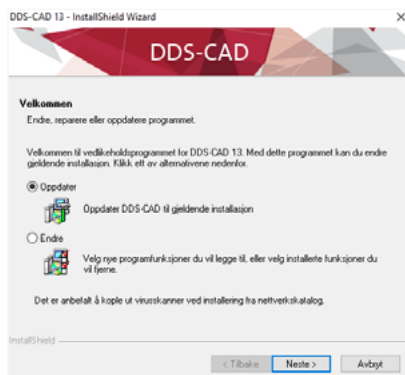 DDS-CAD 13 - InstallShield Wizard
DDS-CAD
Velkommen
Endre, reparere eller oppdatere programmet.
Velkommen til vedlikeholdsprogrammet for DDS-CAD 13. Med dette programmet kan du endre
gjeldende installasjon. Klikk ett av alternativene nedenfor.
Oppdater
Oppdater DDS-CAD til gjeldende installasjon
Endre
Velg nye programfunksjoner du vil legge til, eller velg installerte funksjoner du
vil fjerne.
Det er anbefalt å kople ut virusskanner ved installering fra nettverkskatalog.
InstallShield
< Tilbake
Neste >
Avbryt